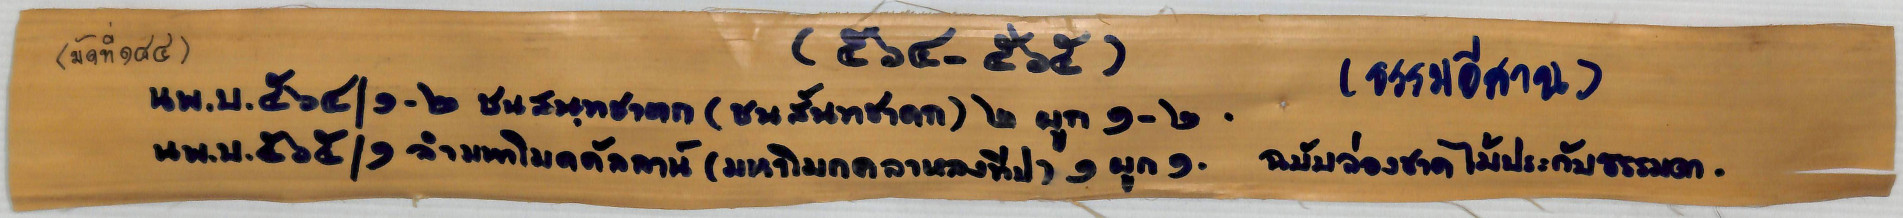 (มัดที่ ๑๔๔)
(๕๖๔-๕๖๕)
(ธรรมอีสาน)
นพ.บ.๕๖๔/๑-๒ ชนสนฺทชาตก (ชนสันทชาดก) ๒ ผูก ๑-๒.
นพ.บ.๕๖๕/๑ ลำมหาโมคคัลลาน์ (มหาโมคคลาหลงทีป) ๑ ผูก ๑. ฉบับล่องชาดไม้ประกับธรรมดา.